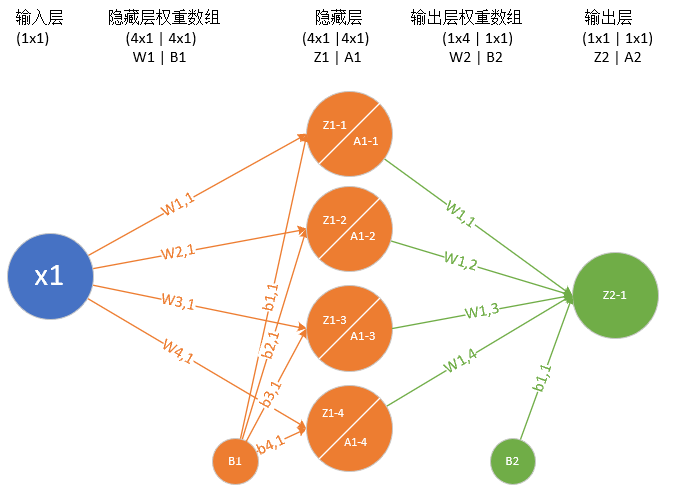 输入层
(1x1)
隐藏层权重数组
(4x1 | 4x1)
W1 | B1
隐藏层
(4x1 |4x1)
Z1 | A1
输出层权重数组
(1x4 | 1x1)
W2 | B2
输出层
(1x1 | 1x1)
Z2 | A2
x1
W1,1
W2,1
W3,1
W4,1
B1
b1,1
b2,1
b3,1
b4,1
Z1-1
A1-1
Z1-2
A1-2
Z1-3
A1-3
Z1-4
A1-4
W1,1
W1,2
W1,3
W1,4
b1,1
B2
Z2-1